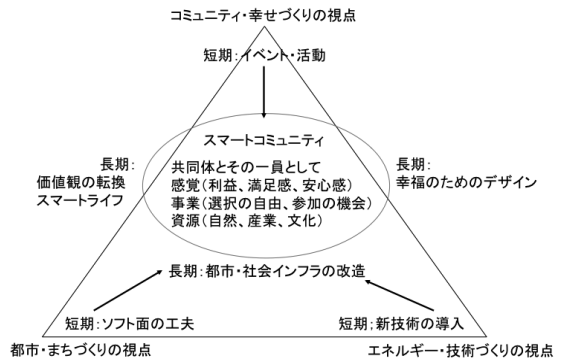 コミュニティ・幸せづくりの視点
短期:イベント・活動
スマートコミュニティ
長期:
価値観の転換
スマートライフ
共同体とその一員として
感覚(利益、満足感、安心感)
事業(選択の自由、参加の機会)
資源(自然、産業、文化)
長期:
幸福のためのデザイン
長期:都市・社会インフラの改造
短期:ソフト面の工夫
短期;新技術の導入
都市・まちづくりの視点
エネルギー・技術づくりの視点